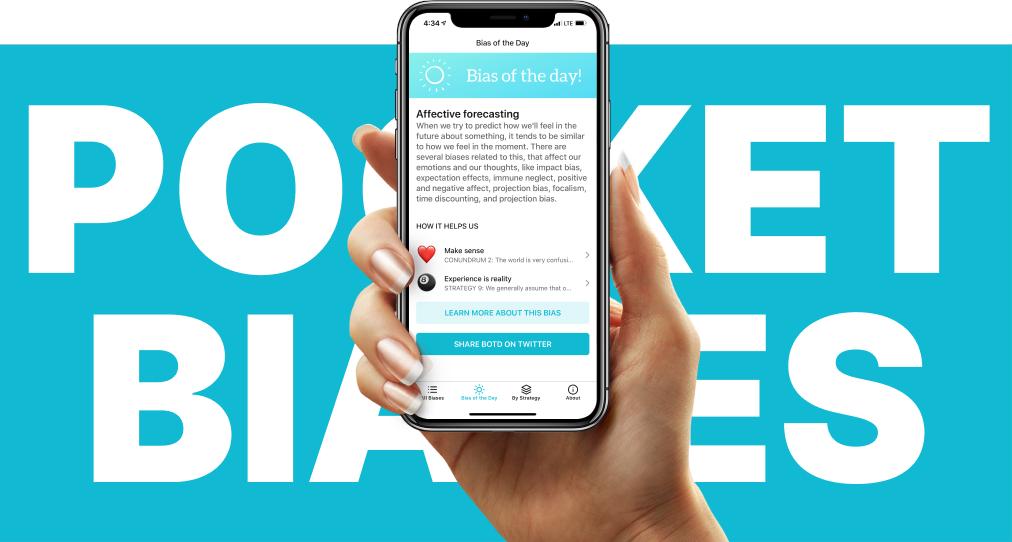 POCKET
BIASES
4:34
LTE
Bias of the Day
Bias of the day!
Affective forecasting
When we try to predict how we'll feel in the
future about something, it tends to be similar
to how we feel in the moment. There are
several biases related to this, that affect our
emotions and our thoughts, like impact bias,
expectation effects, immune neglect, positive
and negative affect, projection bias, focalism,
time discounting, and projection bias.
HOW IT HELPS US
Make sense
CONUNDRUM 2: The world is very confusi...
8
Experience is reality
STRATEGY 9: We generally assume that o...
LEARN MORE ABOUT THIS BIAS
SHARE BOTD ON TWITTER
All Biases
Bias of the Day
By Strategy
About